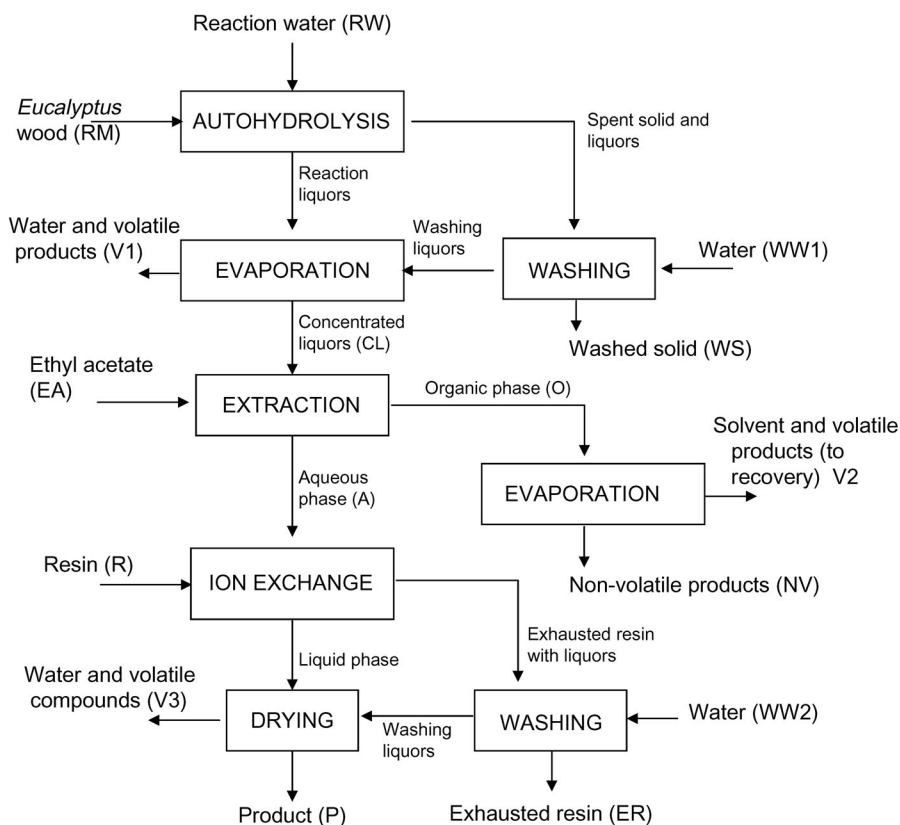 Reaction water (RW)
Eucalyptus
wood (RM)
AUTOHYDROLYSIS
Spent solid and
liquors
Reaction
liquors
Water and volatile
products (V1)
EVAPORATION
Washing
liquors
WASHING
Water (WW1)
Concentrated
liquors (CL)
Washed solid (WS)
Ethyl acetate
(EA)
EXTRACTION
Organic phase (O)
Solvent and volatile
products (to
recovery) V2
Aqueous
phase (A)
EVAPORATION
Resin (R)
ION EXCHANGE
Non-volatile products (NV)
Exhausted resin
with liquors
Liquid phase
Water and volatile
compounds (V3)
DRYING
Washing
liquors
WASHING
Water (WW2)
Product (P)
Exhausted resin (ER)